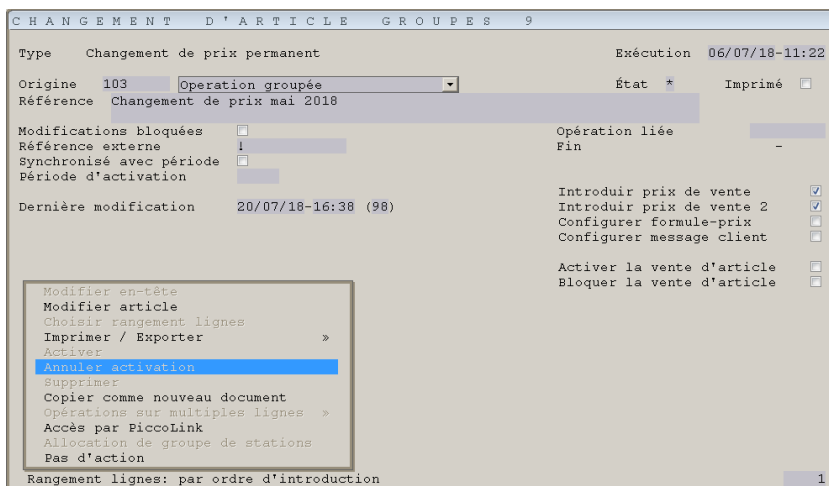 CHANGEMENT D'ARTICLE GROUPES 9
Type Changement de prix permanent Exécution 06/07/18-11:22
Origine 103 Operation groupée État * Imprimé
Référence Changement de prix mai 2018
Modifications bloquées Opération liée
Référence externe ! Fin -
Synchronisé avec période
Période d'activation
Introduir prix de vente
Dernière modification 20/07/18-16:38 (98) Introduir prix de vente 2
Configurer formule-prix
Configurer message client
Activer la vente d'article
Bloquer la vente d'article
Modifier en-tête
Modifier article
Choisir rangement lignes
Imprimer / Exporter »
Activer
Annuler activation
Supprimer
Copier comme nouveau document
Opérations sur multiples lignes »
Accès par PiccoLink
Allocation de groupe de stations
Pas d'action
Rangement lignes: par ordre d'introduction 1